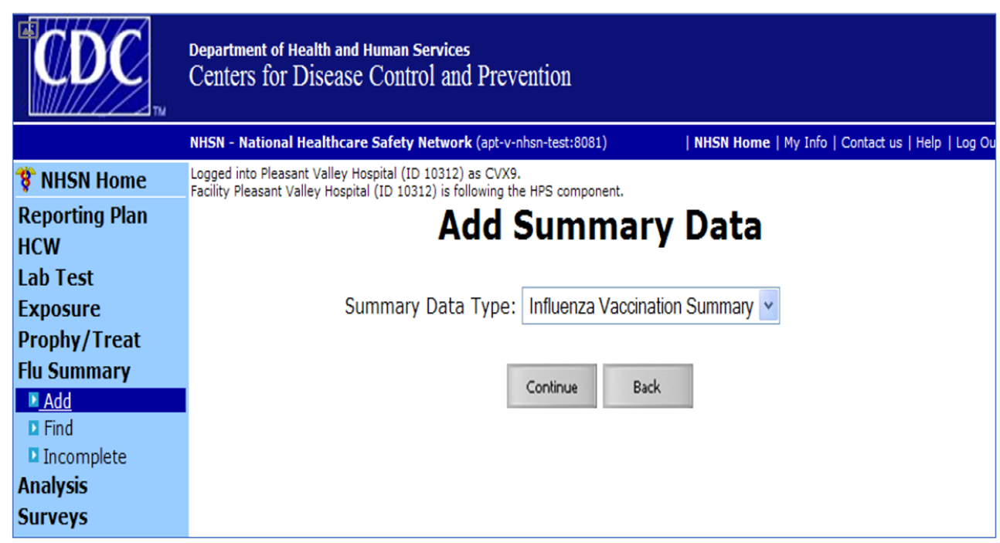 CDC
TM
Department of Health and Human Services
Centers for Disease Control and Prevention
NHSN - National Healthcare Safety Network (apt-v-nhsn-test:8081) | NHSN Home | My Info | Contact us | Help | Log Ou
NHSN Home
Logged into Pleasant Valley Hospital (ID 10312) as CVX9.
Facility Pleasant Valley Hospital (ID 10312) is following the HPS component.
Reporting Plan
HCW
Lab Test
Exposure
Prophy/Treat
Flu Summary
Add
Find
Incomplete
Analysis
Surveys
Add Summary Data
Summary Data Type: Influenza Vaccination Summary
Continue Back